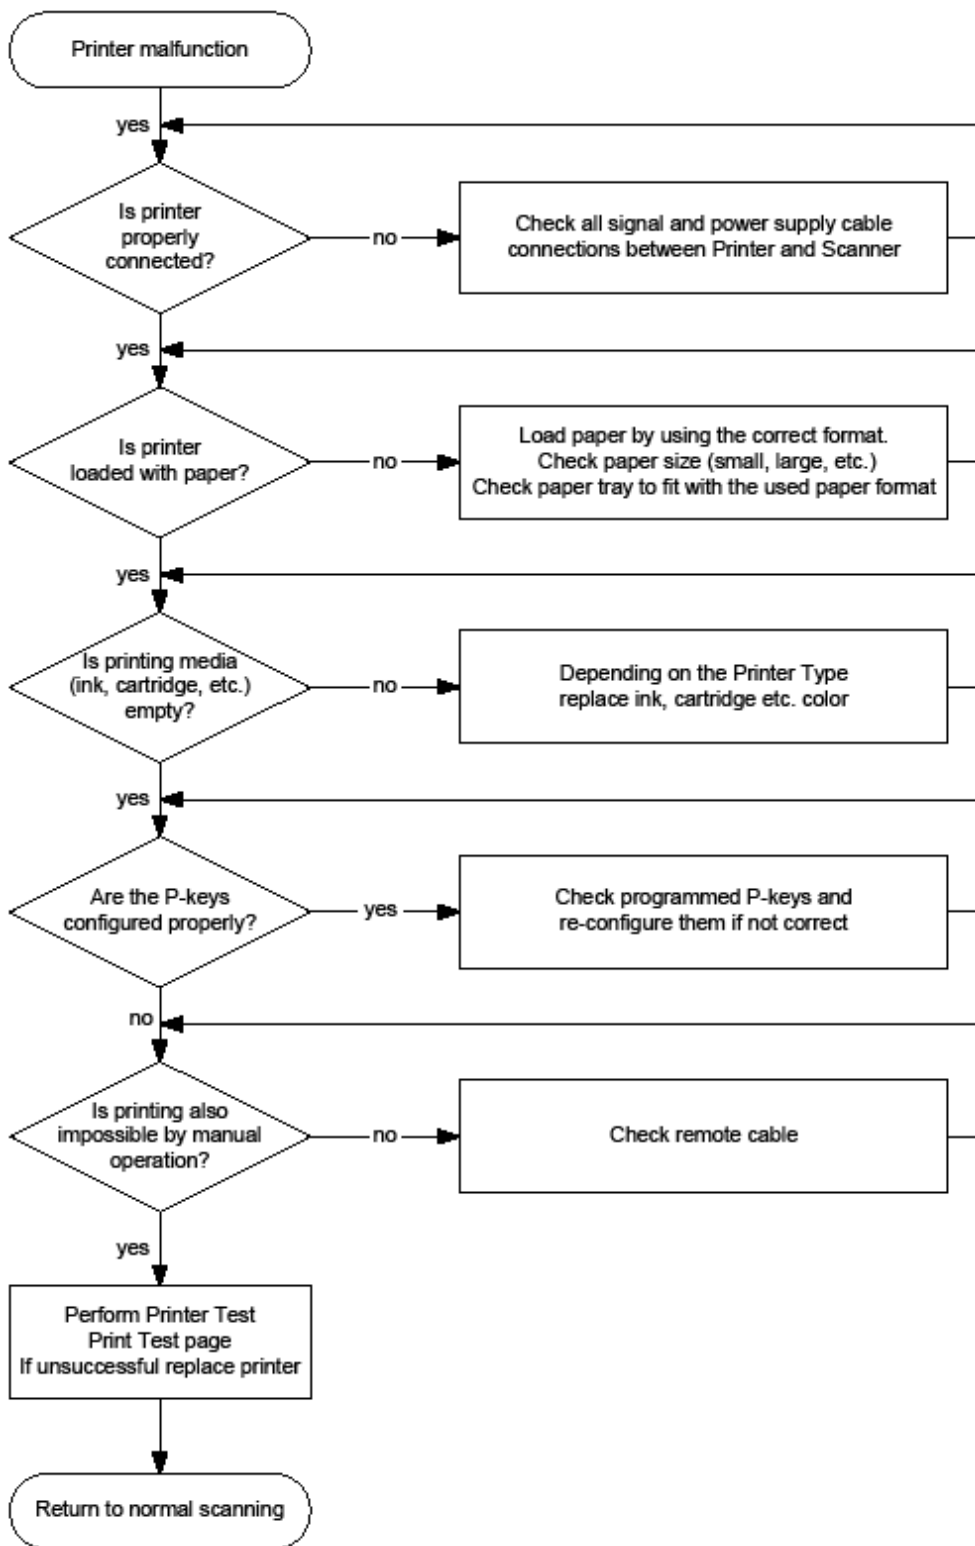 Printer malfunction
yes
Is printer
properly
connected?
no
Check all signal and power supply cable
connections between Printer and Scanner
yes
Is printer
loaded with paper?
no
Load paper by using the correct format.
Check paper size (small, large, etc.)
Check paper tray to fit with the used paper format
yes
Is printing media
(ink, cartridge, etc.)
empty?
no
Depending on the Printer Type
replace ink, cartridge etc. color
yes
Are the P-keys
configured properly?
yes
Check programmed P-keys and
re-configure them if not correct
no
Is printing also
impossible by manual
operation?
no
Check remote cable
yes
Perform Printer Test
Print Test page
If unsuccessful replace printer
Return to normal scanning